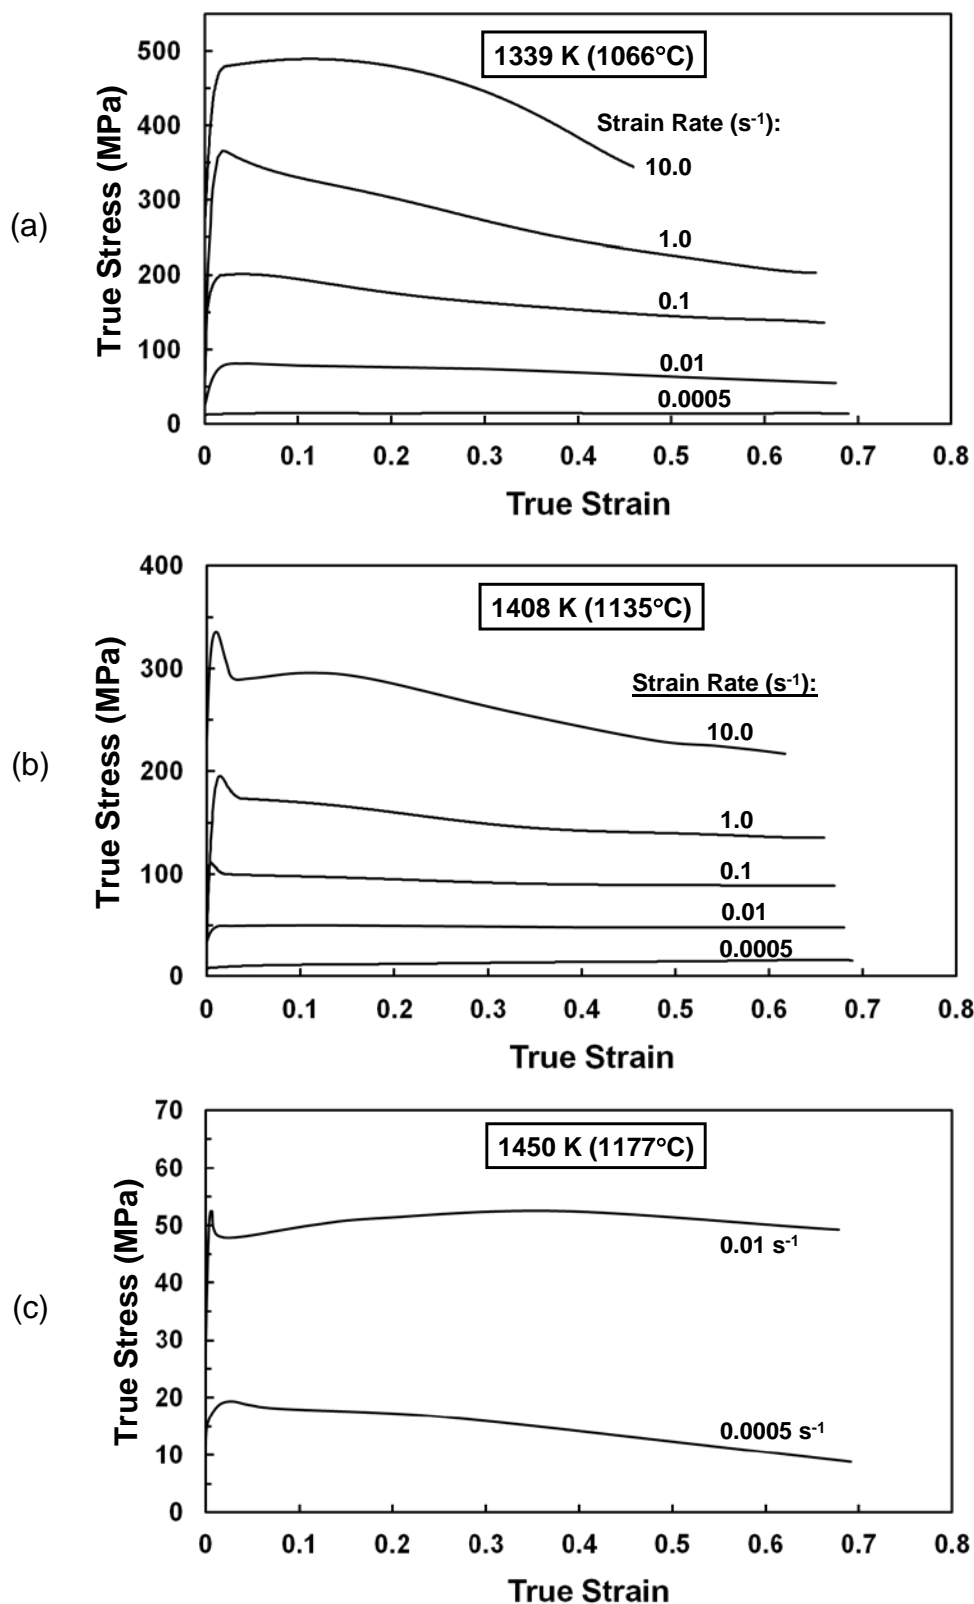 (a)
True Stress (MPa)
500
400
300
200
100
0
1339 K (1066°C)
Strain Rate (s-1):
10.0
1.0
0.1
0.01
0.0005
0 0.1 0.2 0.3 0.4 0.5 0.6 0.7 0.8
True Strain
(b)
True Stress (MPa)
400
300
200
100
0
1408 K (1135°C)
Strain Rate (s-1):
10.0
1.0
0.1
0.01
0.0005
0 0.1 0.2 0.3 0.4 0.5 0.6 0.7 0.8
True Strain
(c)
True Stress (MPa)
70
60
50
40
30
20
10
0
1450 K (1177°C)
0.01 s-1
0.0005 s-1
0 0.1 0.2 0.3 0.4 0.5 0.6 0.7 0.8
True Strain